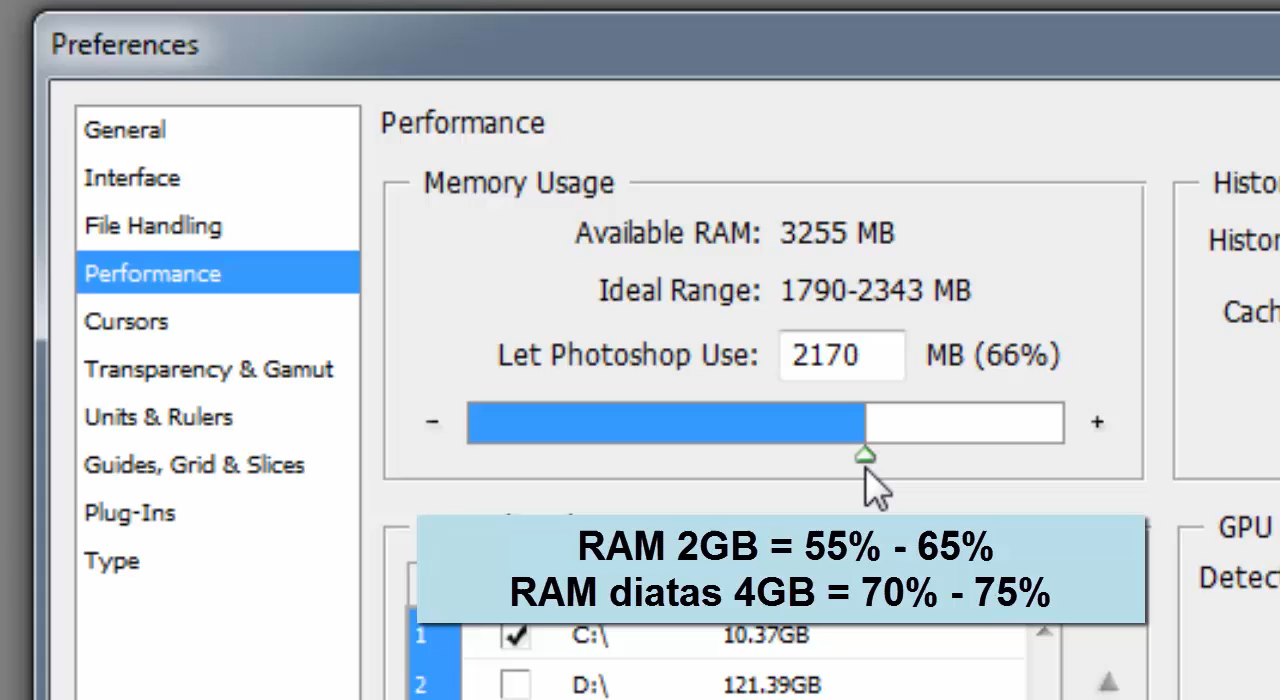 Preferences
General
Interface
File Handling
Performance
Cursors
Transparency & Gamut
Units & Rulers
Guides, Grid & Slices
Plug-Ins
Type
Performance
Memory Usage
Available RAM: 3255 MB
Ideal Range: 1790-2343 MB
Let Photoshop Use: 2170 MB (66%)
- +
RAM 2GB = 55% - 65%
RAM diatas 4GB = 70% - 75%
1 C:\ 10.37GB
2 D:\ 121.39GB
Histo
Histor
Cach
GPU
Detect